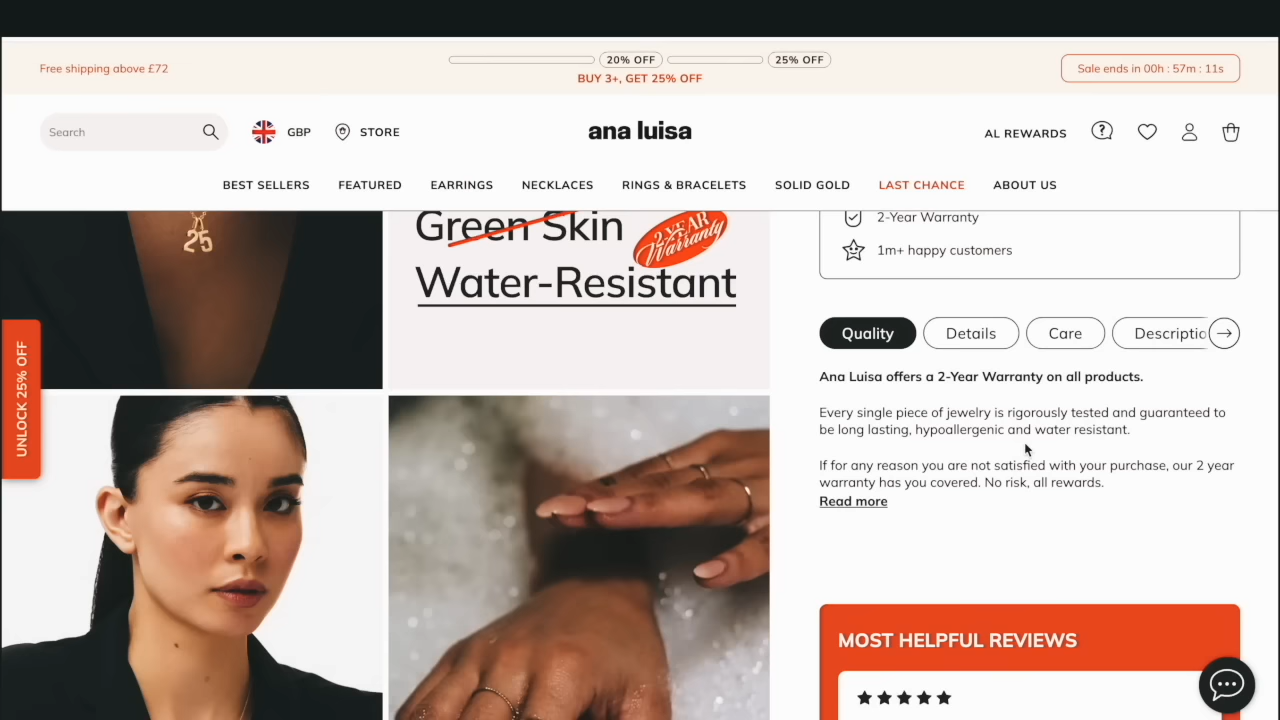 Free shipping above £72
20% OFF
25% OFF
BUY 3+, GET 25% OFF
Sale ends in 00h : 57m : 11s
Search
GBP
STORE
ana luisa
AL REWARDS
BEST SELLERS
FEATURED
EARRINGS
NECKLACES
RINGS & BRACELETS
SOLID GOLD
LAST CHANCE
ABOUT US
25
Green Skin
2-YEAR
Warranty
Water-Resistant
2-Year Warranty
1m+ happy customers
UNLOCK 25% OFF
Quality
Details
Care
Descriptio
Ana Luisa offers a 2-Year Warranty on all products.
Every single piece of jewelry is rigorously tested and guaranteed to
be long lasting, hypoallergenic and water resistant.
If for any reason you are not satisfied with your purchase, our 2 year
warranty has you covered. No risk, all rewards.
Read more
MOST HELPFUL REVIEWS